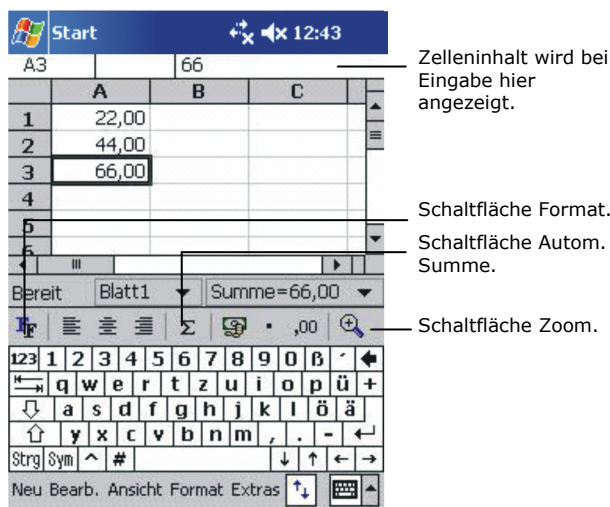 Start 12:43
A3 66
A B C
1 22,00
2 44,00
3 66,00
4
5
6
Bereit Blatt1 Summe=66,00
F F Σ ,00
123 1 2 3 4 5 6 7 8 9 0 ß ´
q w e r t z u i o p ü +
a s d f g h j k l ö ä
y x c v b n m , . -
Strg Sym ^ # ↓ ↑ ← →
Neu Bearb. Ansicht Format Extras
Zelleninhalt wird bei
Eingabe hier
angezeigt.
Schaltfläche Format.
Schaltfläche Autom.
Summe.
Schaltfläche Zoom.